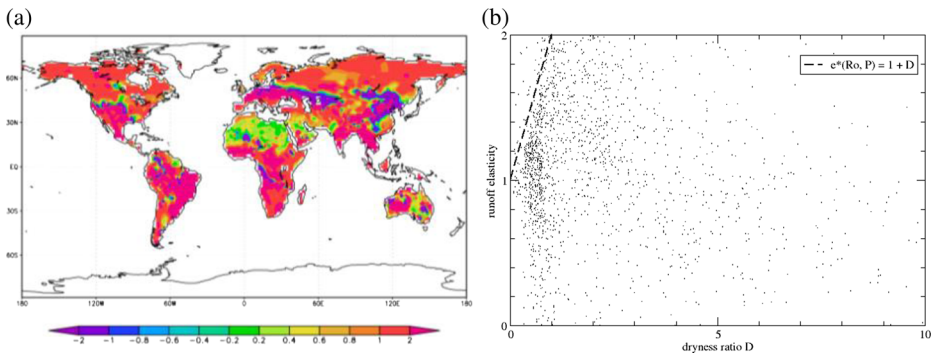 (a)
60N
30N
EQ
30S
60S
180 120W 60W 0 60E 120E 180
-2 -1 -0.8 -0.6 -0.4 -0.2 0.2 0.4 0.6 0.8 1 2
(b)
2
1
0
runoff elasticity
e*(Ro, P) = 1 + D
0 5 10
dryness ratio D